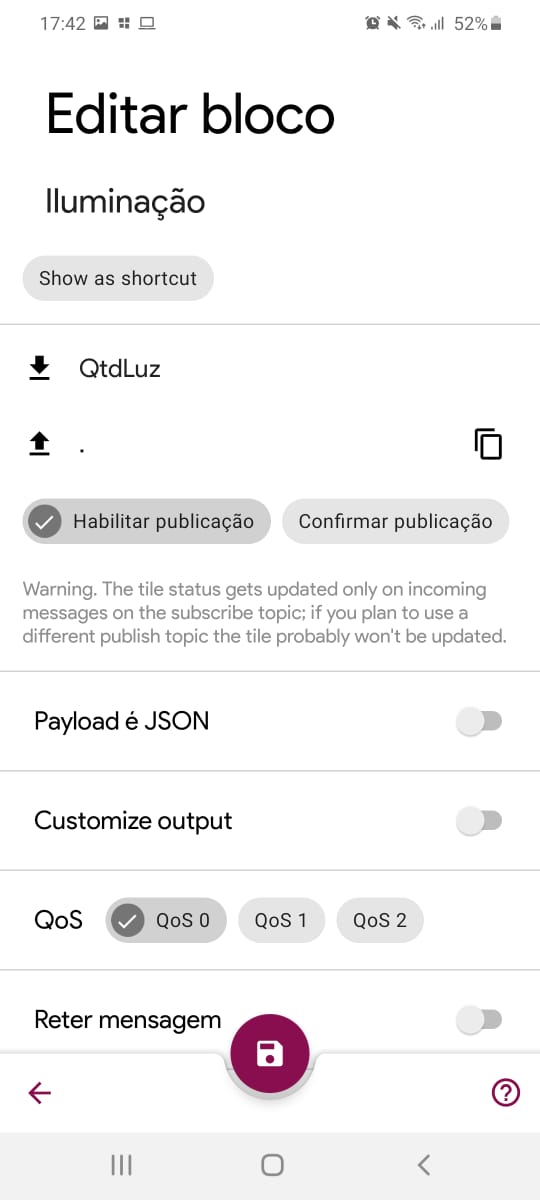 17:42
52%
Editar bloco
Iluminação
Show as shortcut
QtdLuz
.
Habilitar publicação
Confirmar publicação
Warning. The tile status gets updated only on incoming
messages on the subscribe topic; if you plan to use a
different publish topic the tile probably won't be updated.
Payload é JSON
Customize output
QoS
QoS 0
QoS 1
QoS 2
Reter mensagem